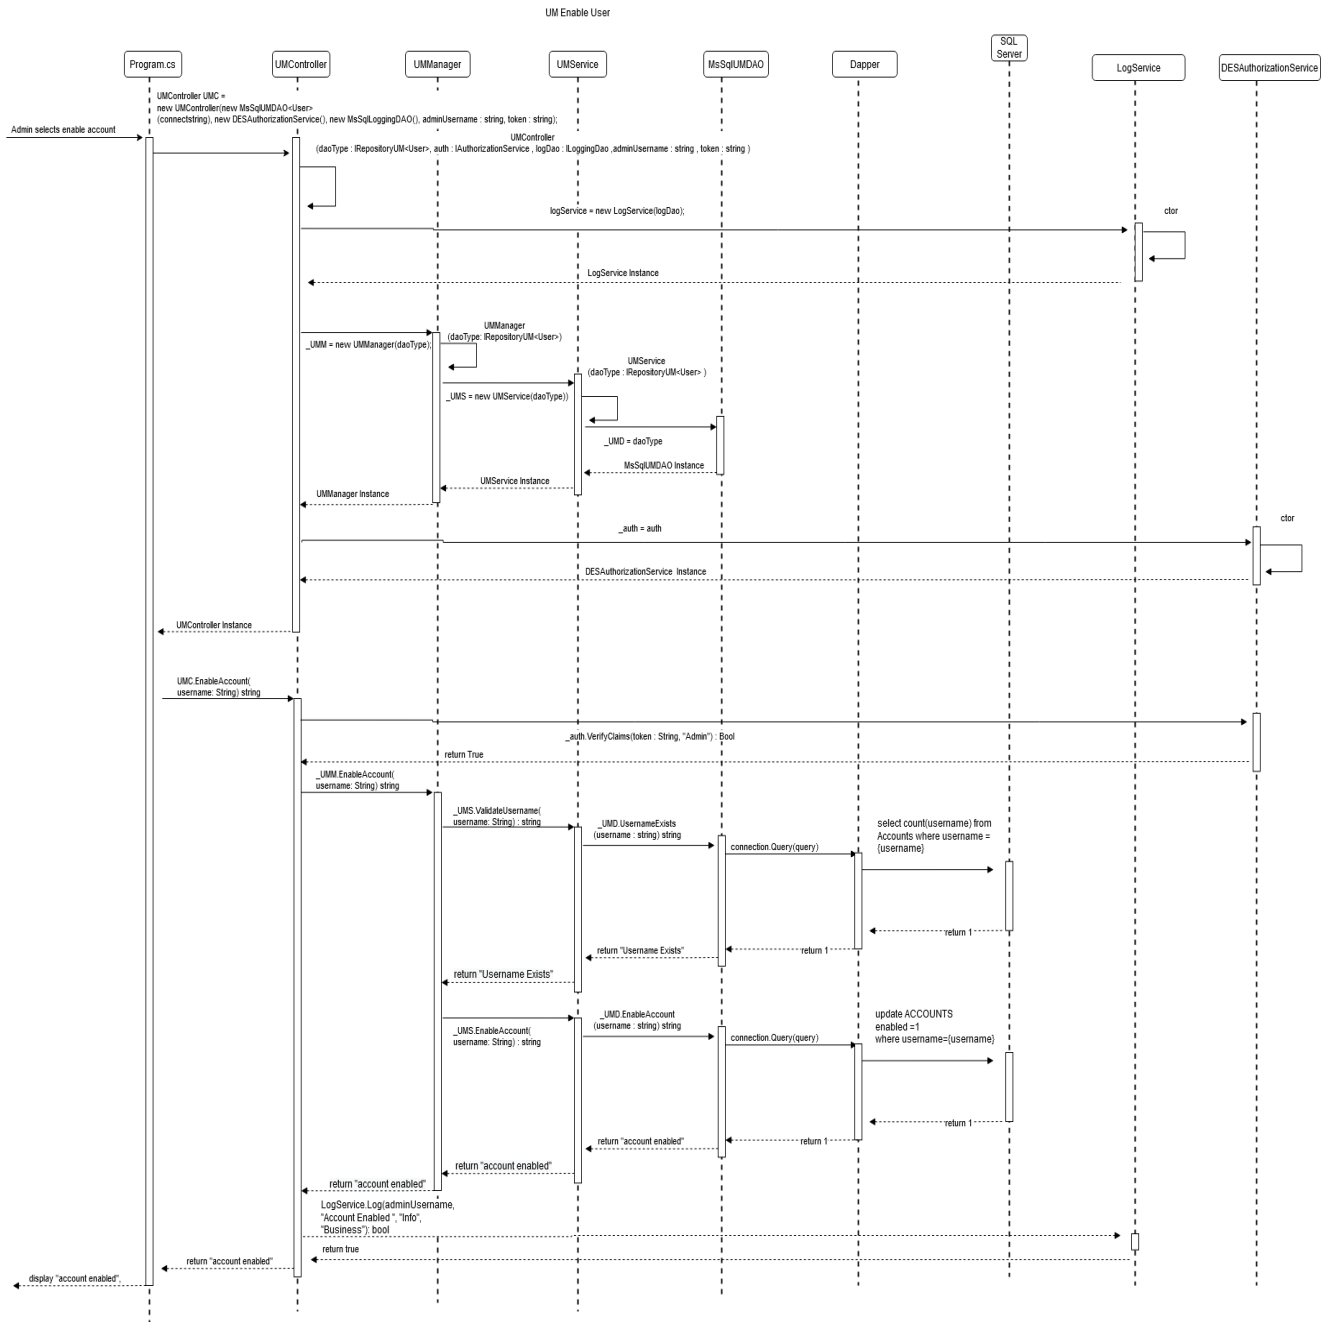 UM Enable User
Program.cs
UMController
UMManager
UMService
MsSqlUMDAO
Dapper
SQL
Server
LogService
DESAuthorizationService
UMController UMC =
new UMController(new MsSqlUMDAO<User>
(connectstring), new DESAuthorizationService(), new MsSqlLoggingDAO(), adminUsername : string, token : string);
Admin selects enable account
UMController
(daoType : IRepositoryUM<User>, auth : IAuthorizationService , logDao : ILoggingDao ,adminUsername : string , token : string )
logService = new LogService(logDao);
ctor
LogService Instance
UMManager
(daoType: IRepositoryUM<User>)
_UMM = new UMManager(daoType);
UMService
(daoType : IRepositoryUM<User> )
_UMS = new UMService(daoType))
_UMD = daoType
MsSqlUMDAO Instance
UMService Instance
UMManager Instance
ctor
_auth = auth
DESAuthorizationService  Instance
UMController Instance
UMC.EnableAccount(
username: String) string
_auth.VerifyClaims(token : String, "Admin") : Bool
return True
_UMM.EnableAccount(
username: String) string
_UMS.ValidateUsername(
username: String) : string
_UMD.UsernameExists
(username : string) string
connection.Query(query)
select count(username) from
Accounts where username =
{username}
return 1
return 1
return "Username Exists"
return "Username Exists"
_UMS.EnableAccount(
username: String) : string
_UMD.EnableAccount
(username : string) string
connection.Query(query)
update ACCOUNTS
enabled =1
where username={username}
return 1
return 1
return "account enabled"
return "account enabled"
return "account enabled"
LogService.Log(adminUsername,
"Account Enabled ", "Info",
"Business"): bool
return true
return "account enabled"
display "account enabled",